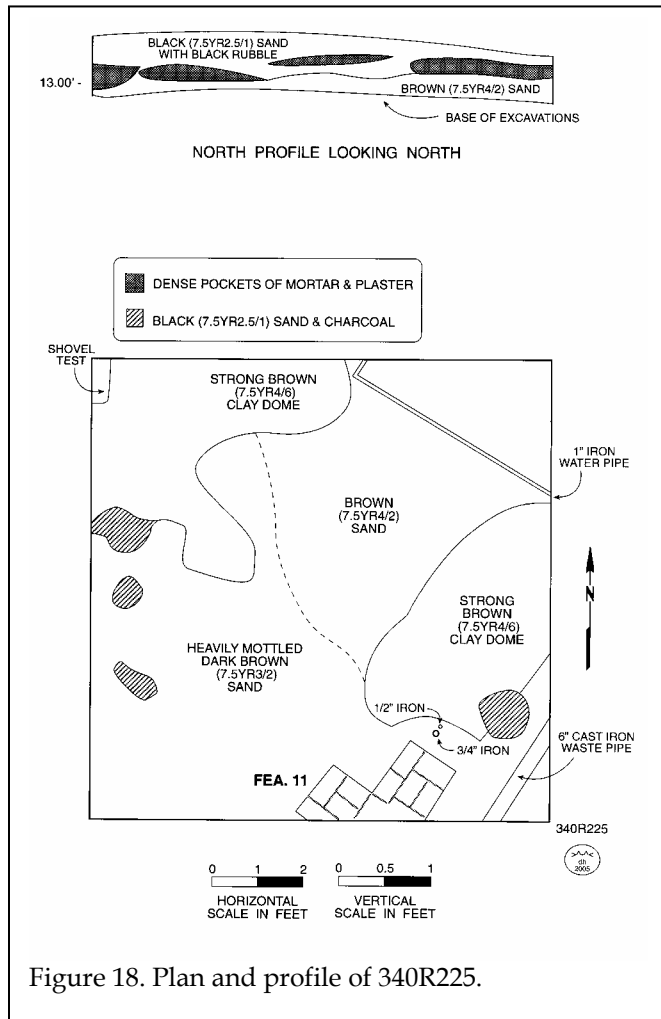 BLACK (7.5YR2.5/1) SAND
WITH BLACK RUBBLE
13.00' -
BROWN (7.5YR4/2) SAND
BASE OF EXCAVATIONS
NORTH PROFILE LOOKING NORTH
DENSE POCKETS OF MORTAR & PLASTER
BLACK (7.5YR2.5/1) SAND & CHARCOAL
SHOVEL
TEST
STRONG BROWN
(7.5YR4/6)
CLAY DOME
1" IRON
WATER PIPE
BROWN
(7.5YR4/2)
SAND
N
STRONG
BROWN
(7.5YR4/6)
CLAY DOME
HEAVILY MOTTLED
DARK BROWN
(7.5YR3/2)
SAND
1/2" IRON
3/4" IRON
6" CAST IRON
WASTE PIPE
FEA. 11
340R225
dh
2005
0 1 2
HORIZONTAL
SCALE IN FEET
0 0.5 1
VERTICAL
SCALE IN FEET
Figure 18. Plan and profile of 340R225.